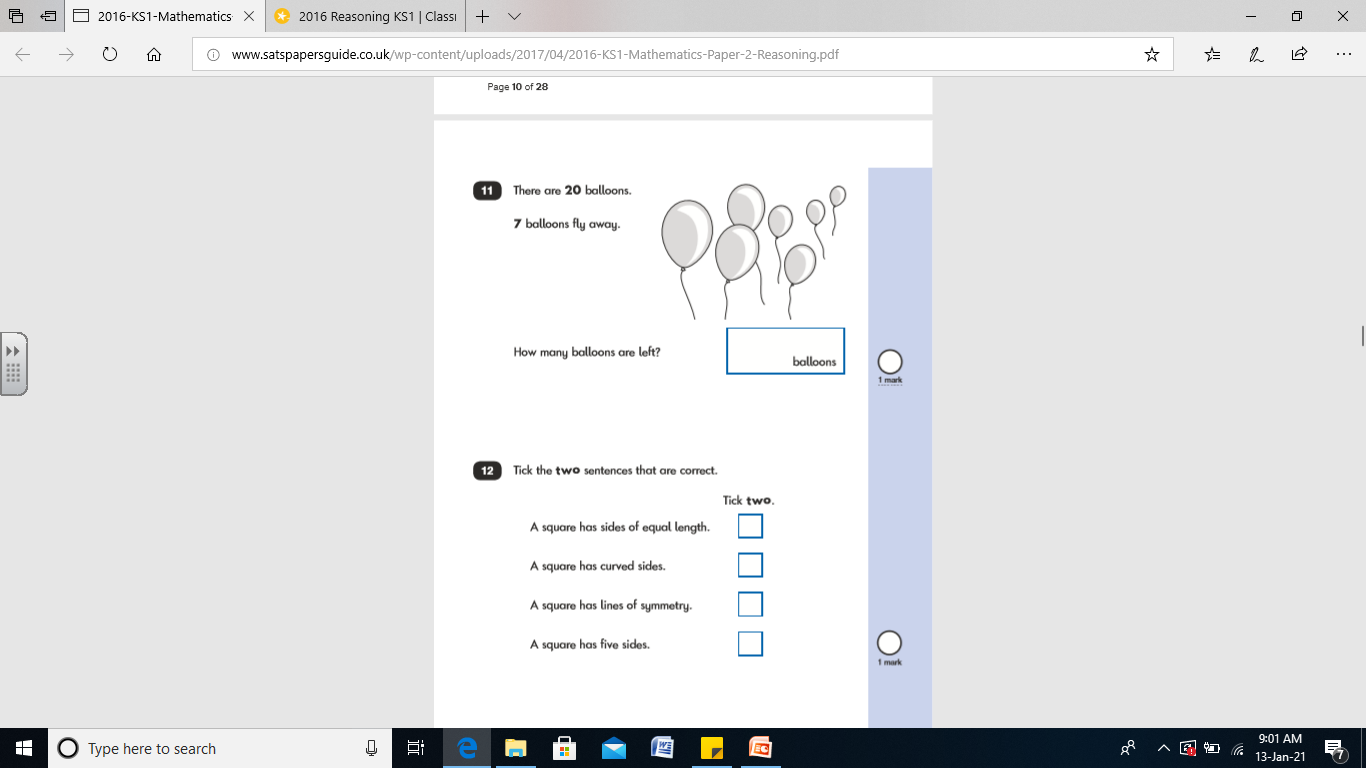 2016-KS1-Mathematics-
2016 Reasoning KS1 | Classr
www.satspapersguide.co.uk/wp-content/uploads/2017/04/2016-KS1-Mathematics-Paper-2-Reasoning.pdf
Page 10 of 28
11 There are 20 balloons.
7 balloons fly away.
How many balloons are left?
balloons
1 mark
12 Tick the two sentences that are correct.
Tick two.
A square has sides of equal length.
A square has curved sides.
A square has lines of symmetry.
A square has five sides.
1 mark
Type here to search
9:01 AM
13-Jan-21
7